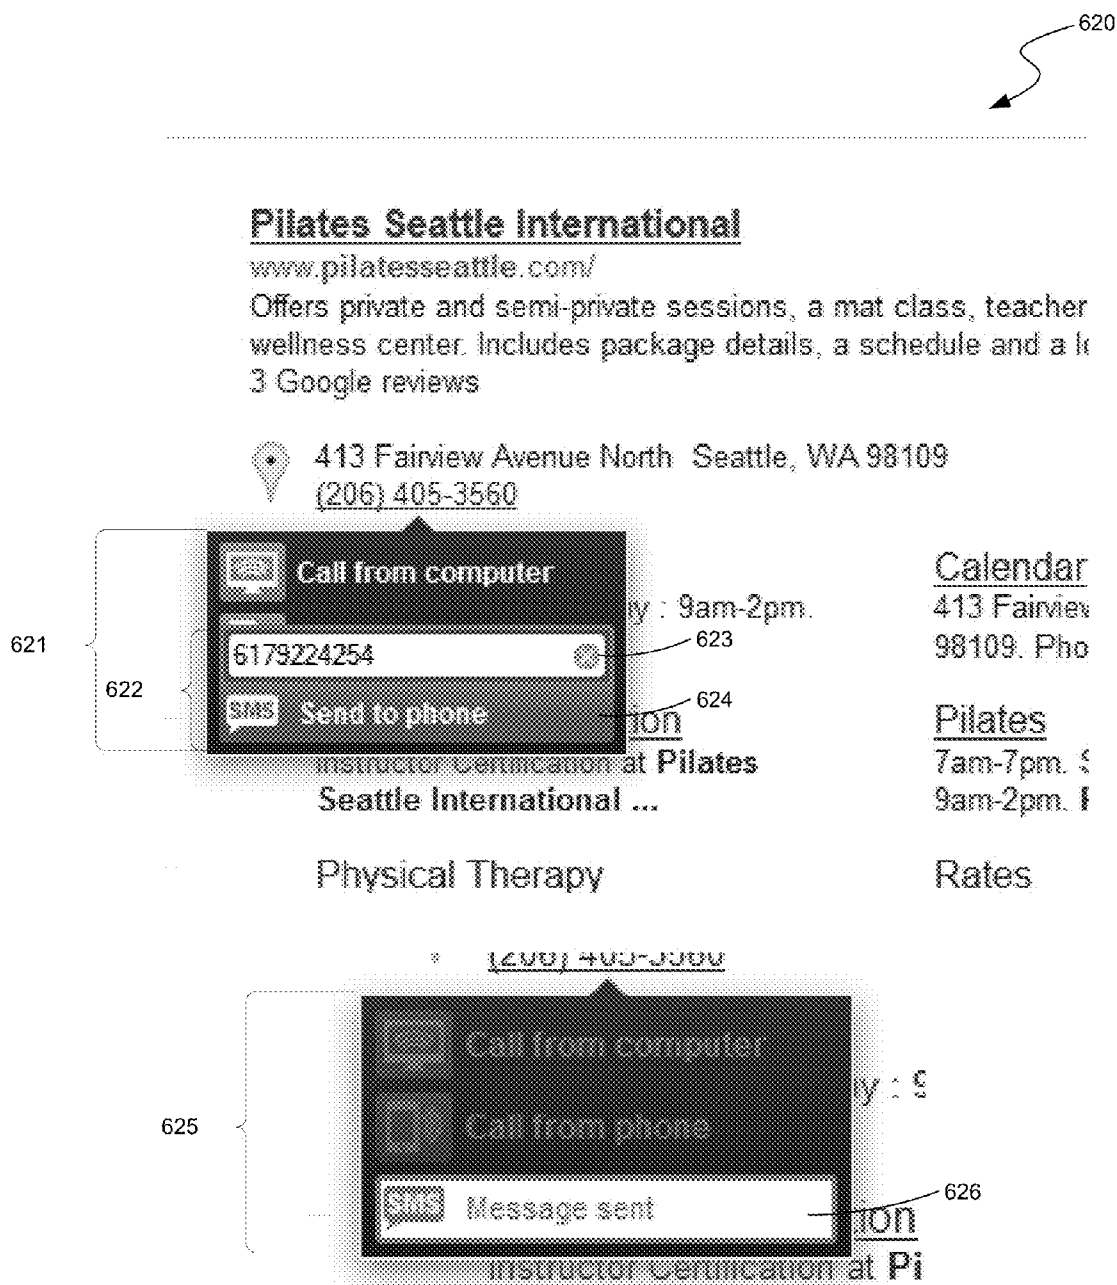 620
Pilates Seattle International
www.pilatesseattle.com/
Offers private and semi-private sessions, a mat class, teacher
wellness center. Includes package details, a schedule and a
3 Google reviews
413 Fairview Avenue North Seattle, WA 98109
(206) 405-3560
621
622
Call from computer
6179224254
623
SMS Send to phone
624
y : 9am-2pm.
Calendar
413 Fairview
98109. Pho
ion
Instructor Certification at Pilates
Seattle International ...
Pilates
7am-7pm.
9am-2pm.
Physical Therapy
Rates
(206) 405-3560
625
Call from computer
Call from phone
SMS Message sent
626
y : 9
tion
Instructor Certification at Pi